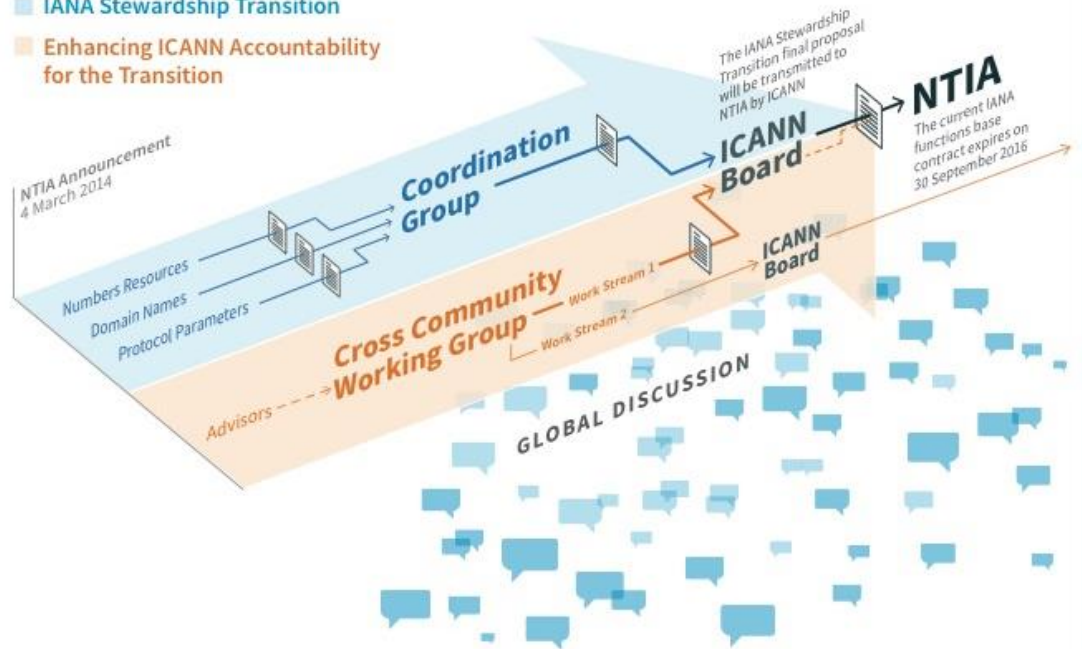 IANA Stewardship Transition
Enhancing ICANN Accountability
for the Transition
NTIA Announcement
4 March 2014
Numbers Resources
Domain Names
Protocol Parameters
Coordination
Group
The IANA Stewardship
Transition final proposal
will be transmitted to
NTIA by ICANN
ICANN
Board
NTIA
The current IANA
functions base
contract expires on
30 September 2016
Advisors
Cross Community
Working Group
Work Stream 1
Work Stream 2
ICANN
Board
GLOBAL DISCUSSION